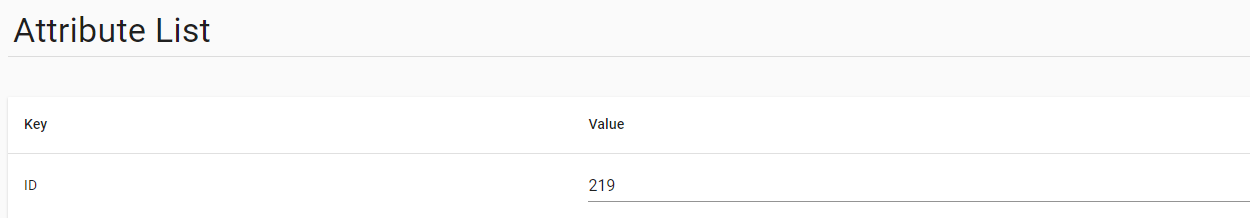 Attribute List
Key Value
ID 219